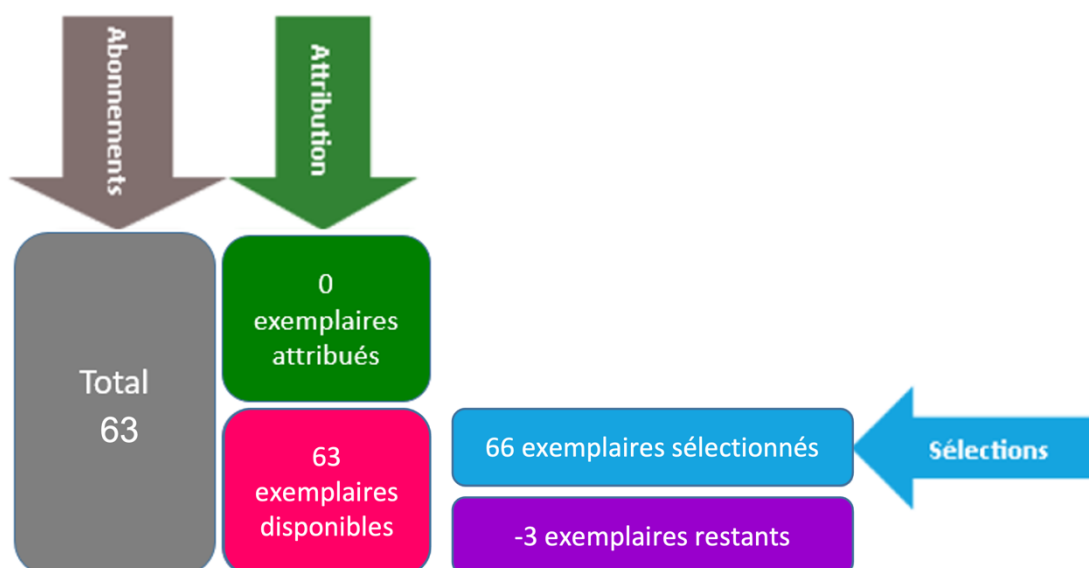 Abonnements
Attribution
Total
63
0
exemplaires
attribués
63
exemplaires
disponibles
66 exemplaires sélectionnés
Sélections
-3 exemplaires restants